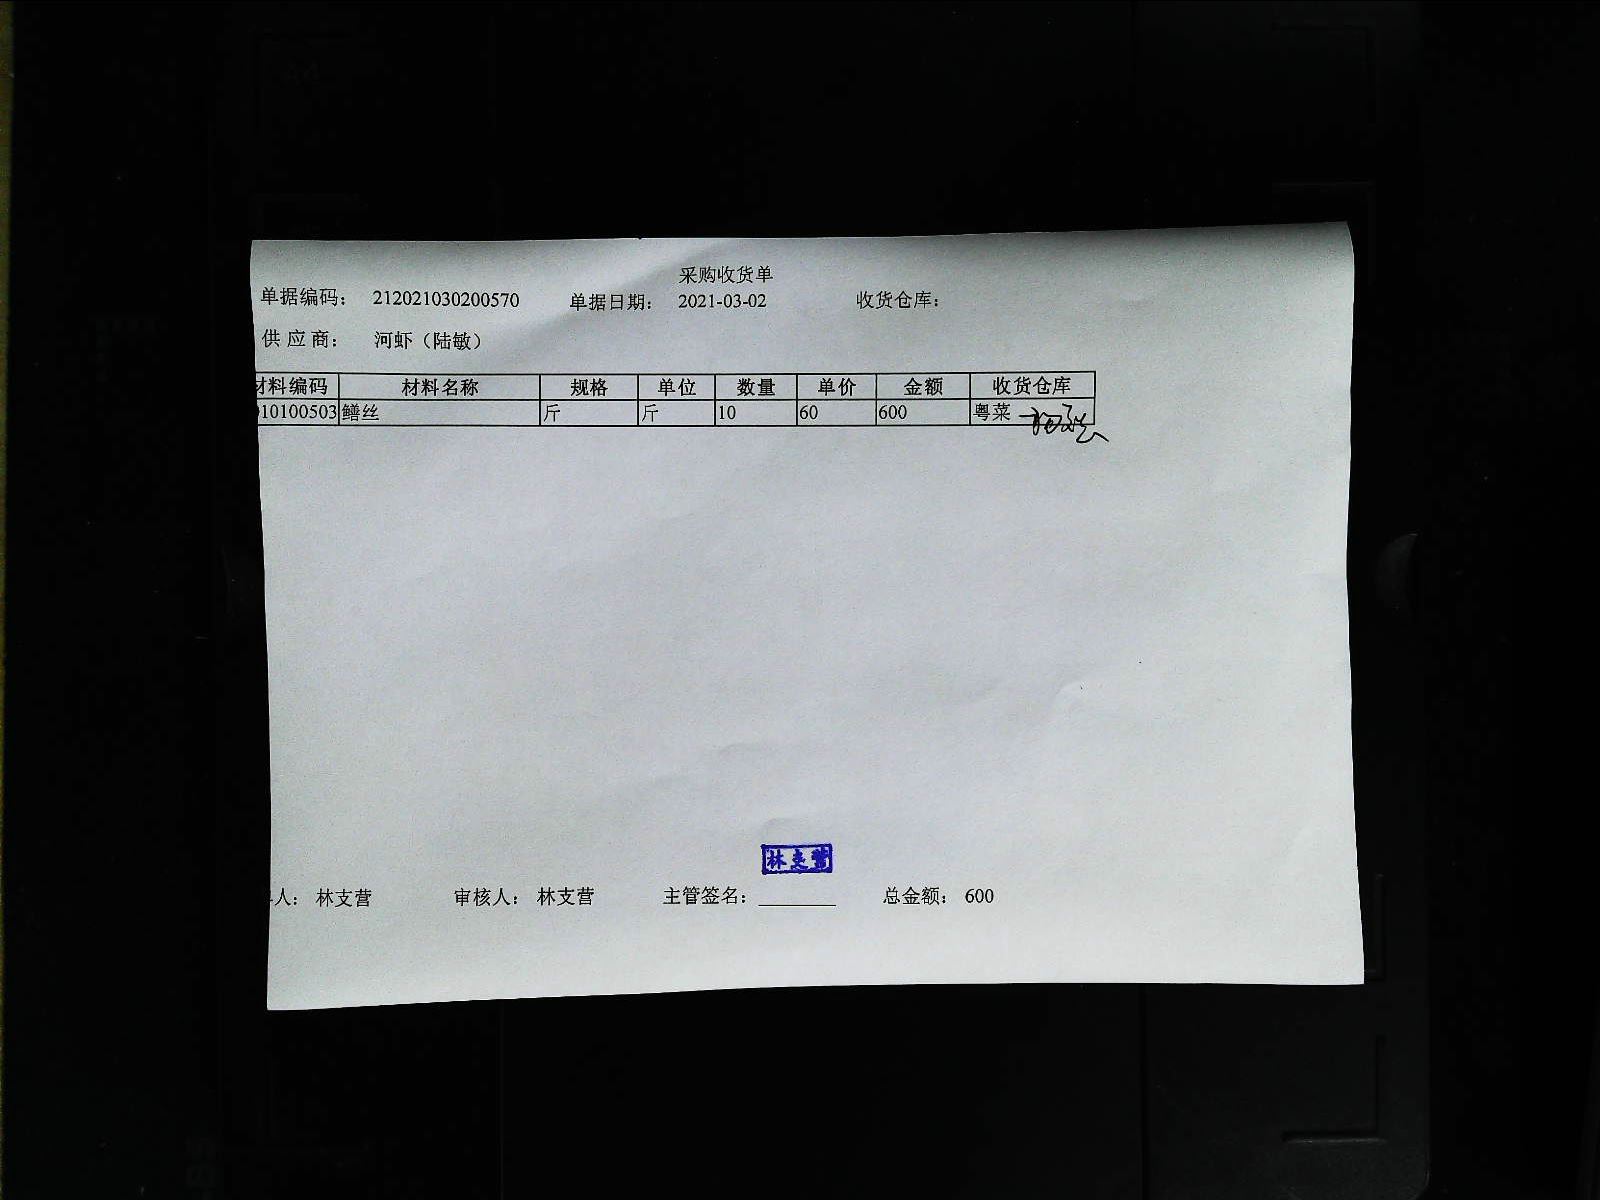 采购收货单
单据编码： 212021030200570 单据日期： 2021-03-02 收货仓库：
供应商： 河虾（陆敏）
材料编码 材料名称 规格 单位 数量 单价 金额 收货仓库
10100503 鳝丝 斤 斤 10 60 600 粤菜
林支营
人： 林支营 审核人： 林支营 主管签名： 总金额： 600